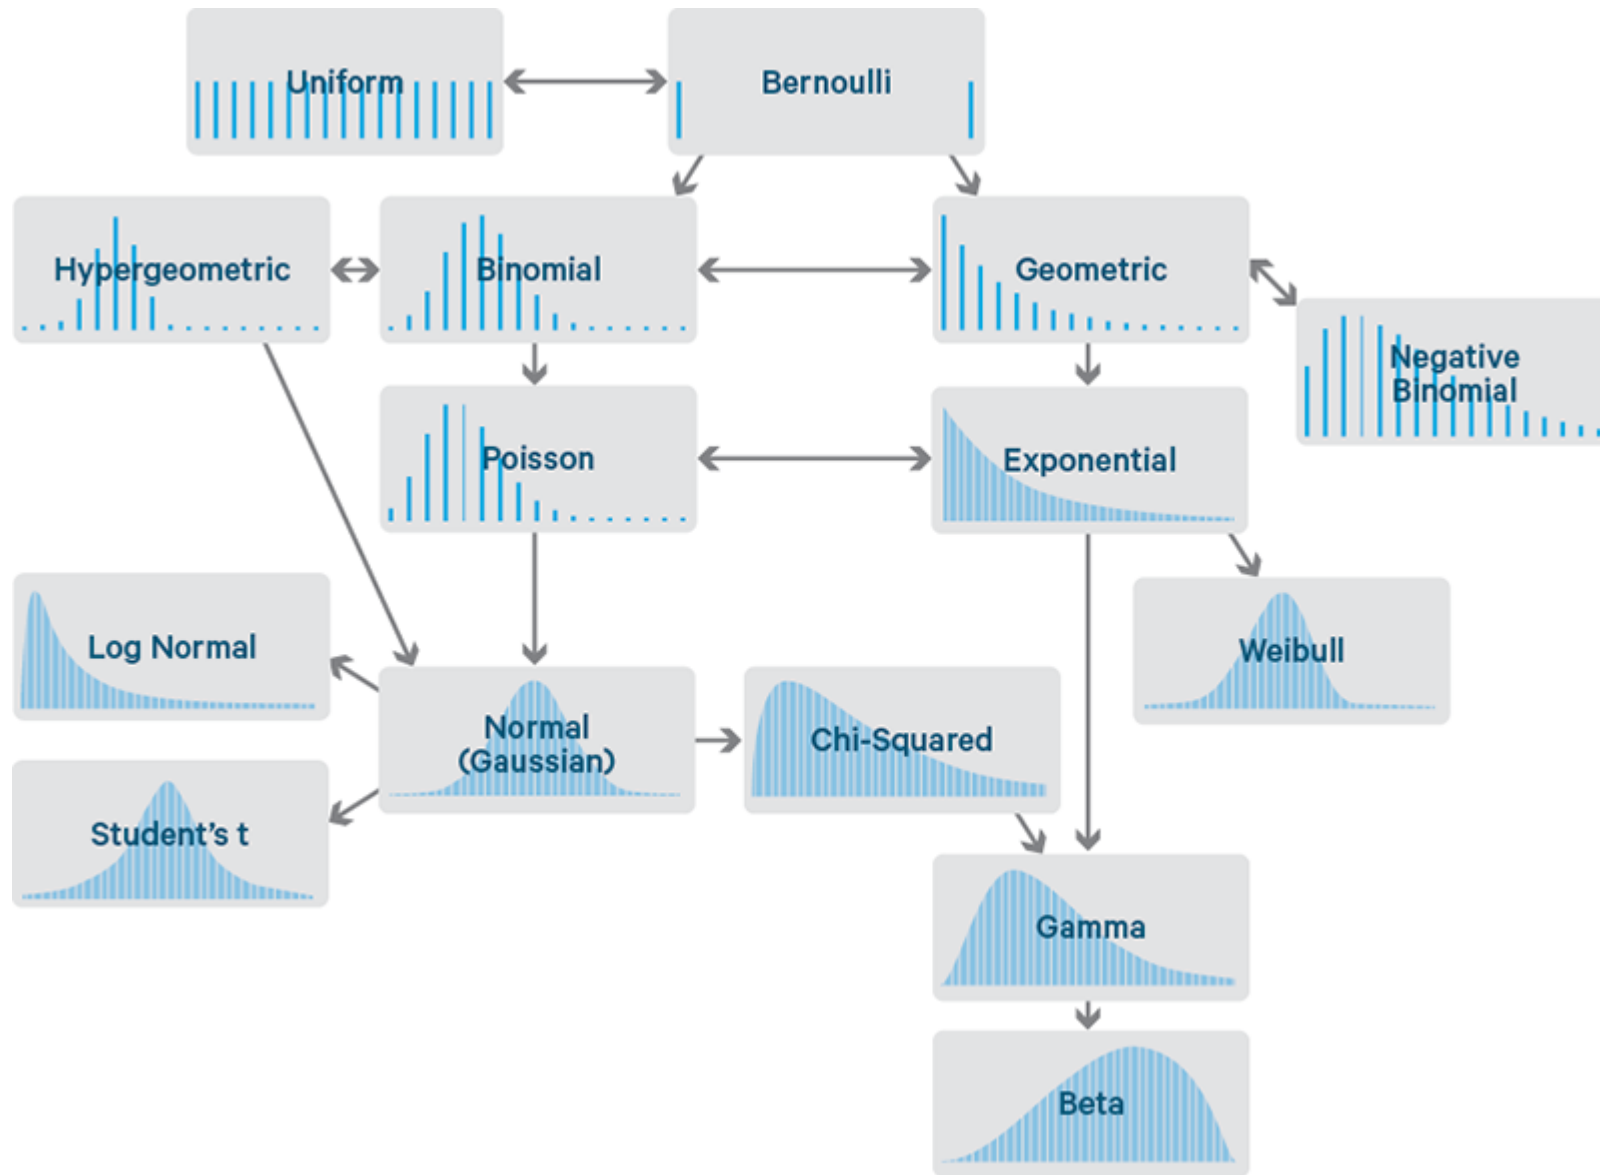 Uniform
Bernoulli
Hypergeometric
Binomial
Geometric
Negative
Binomial
Poisson
Exponential
Log Normal
Weibull
Normal
(Gaussian)
Chi-Squared
Student's t
Gamma
Beta